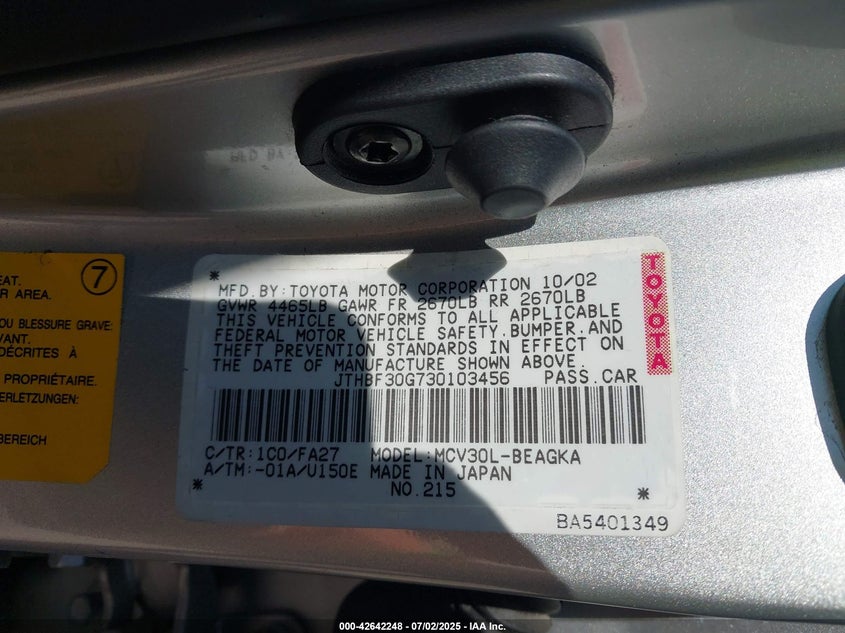 7
EAT.
R AREA.
OU BLESSURE GRAVE:
VANT.
DÉCRITES À
PROPRIÉTAIRE.
ERLETZUNGEN:
BEREICH
* MFD.BY:TOYOTA MOTOR CORPORATION 10/02
GVWR 4465LB GAWR FR 2670LB RR 2670LB
THIS VEHICLE CONFORMS TO ALL APPLICABLE
FEDERAL MOTOR VEHICLE SAFETY,BUMPER,AND
THEFT PREVENTION STANDARDS IN EFFECT ON
THE DATE OF MANUFACTURE SHOWN ABOVE.
JTHBF30G730103456 PASS.CAR
C/TR:1C0/FA27 MODEL:MCV30L-BEAGKA
A/TM:-01A/U150E MADE IN JAPAN
* NO.215 *
BA5401349
TOYOTA
000-42642248 - 07/02/2025 - IAA Inc.